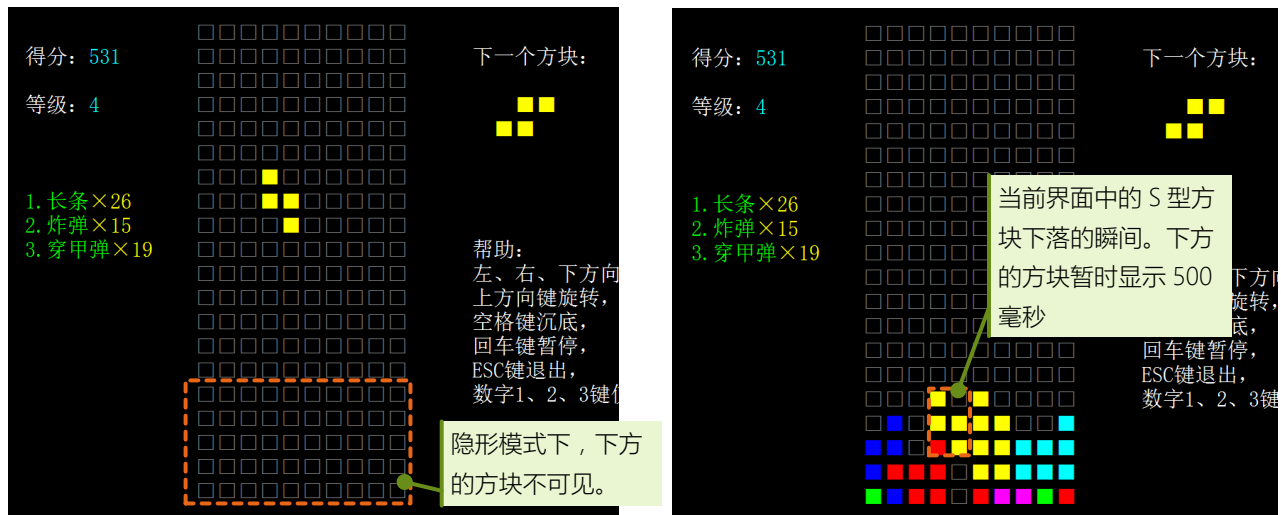 得分：531
等级：4
1.长条×26
2.炸弹×15
3.穿甲弹×19
下一个方块：
帮助：
左、右、下方向
上方向键旋转，
空格键沉底，
回车键暂停，
ESC键退出，
数字1、2、3键
隐形模式下，下方
的方块不可见。
得分：531
等级：4
1.长条×26
2.炸弹×15
3.穿甲弹×19
下一个方块：
当前界面中的 S 型方
块下落的瞬间。下方
的方块暂时显示 500
毫秒
下方向
旋转，
底，
回车键暂停，
ESC键退出，
数字1、2、3键